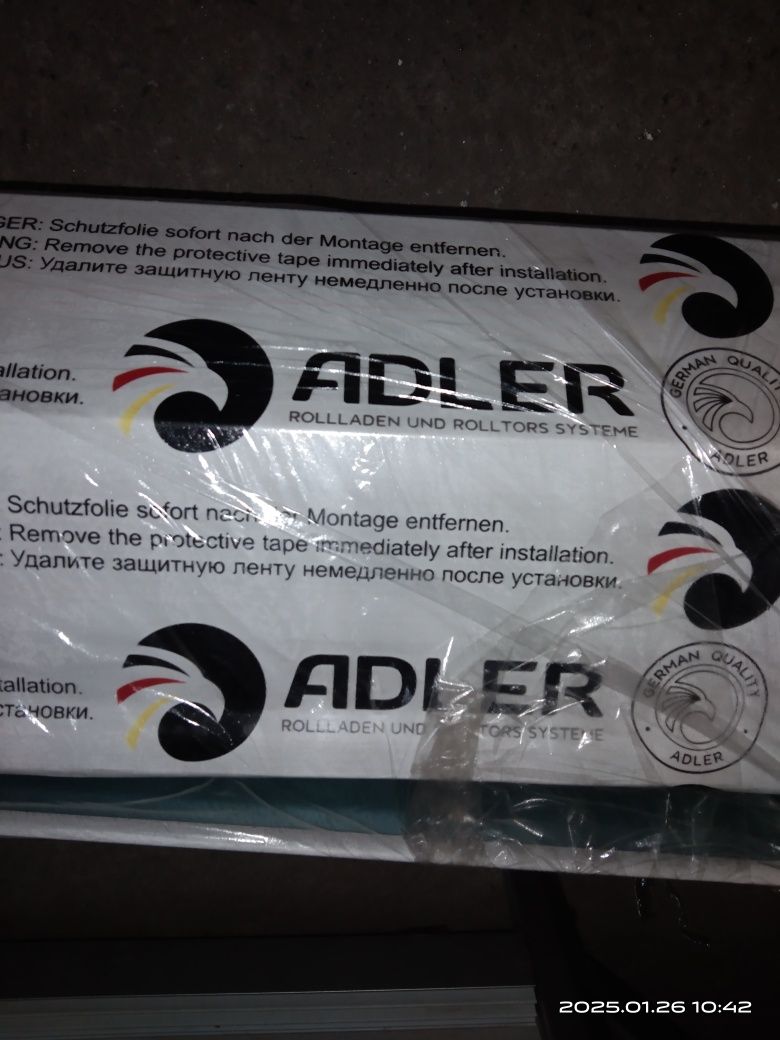 GER: Schutzfolie sofort nach der Montage entfernen.
NG: Remove the protective tape immediately after installation.
US: Удалите защитную ленту немедленно после установки.
allation.
ановки.
ADLER
ROLLLADEN UND ROLLTORS SYSTEME
GERMAN QUALITY
ADLER
Schutzfolie sofort nach der Montage entfernen.
: Remove the protective tape immediately after installation.
: Удалите защитную ленту немедленно после установки.
tallation.
становки.
ADLER
ROLLLADEN UND TORS SYSTEME
GERMAN QUALITY
ADLER
2025.01.26 10:42